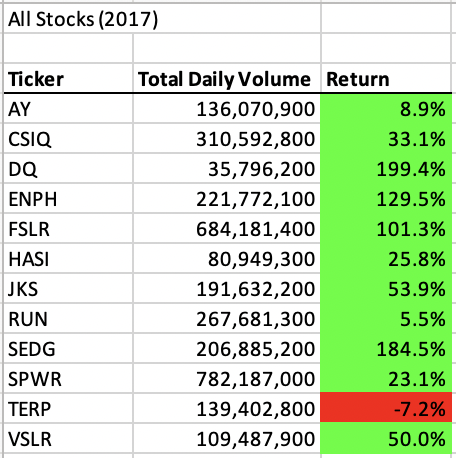 All Stocks (2017)
Ticker Total Daily Volume Return
AY 136,070,900 8.9%
CSIQ 310,592,800 33.1%
DQ 35,796,200 199.4%
ENPH 221,772,100 129.5%
FSLR 684,181,400 101.3%
HASI 80,949,300 25.8%
JKS 191,632,200 53.9%
RUN 267,681,300 5.5%
SEDG 206,885,200 184.5%
SPWR 782,187,000 23.1%
TERP 139,402,800 -7.2%
VSLR 109,487,900 50.0%